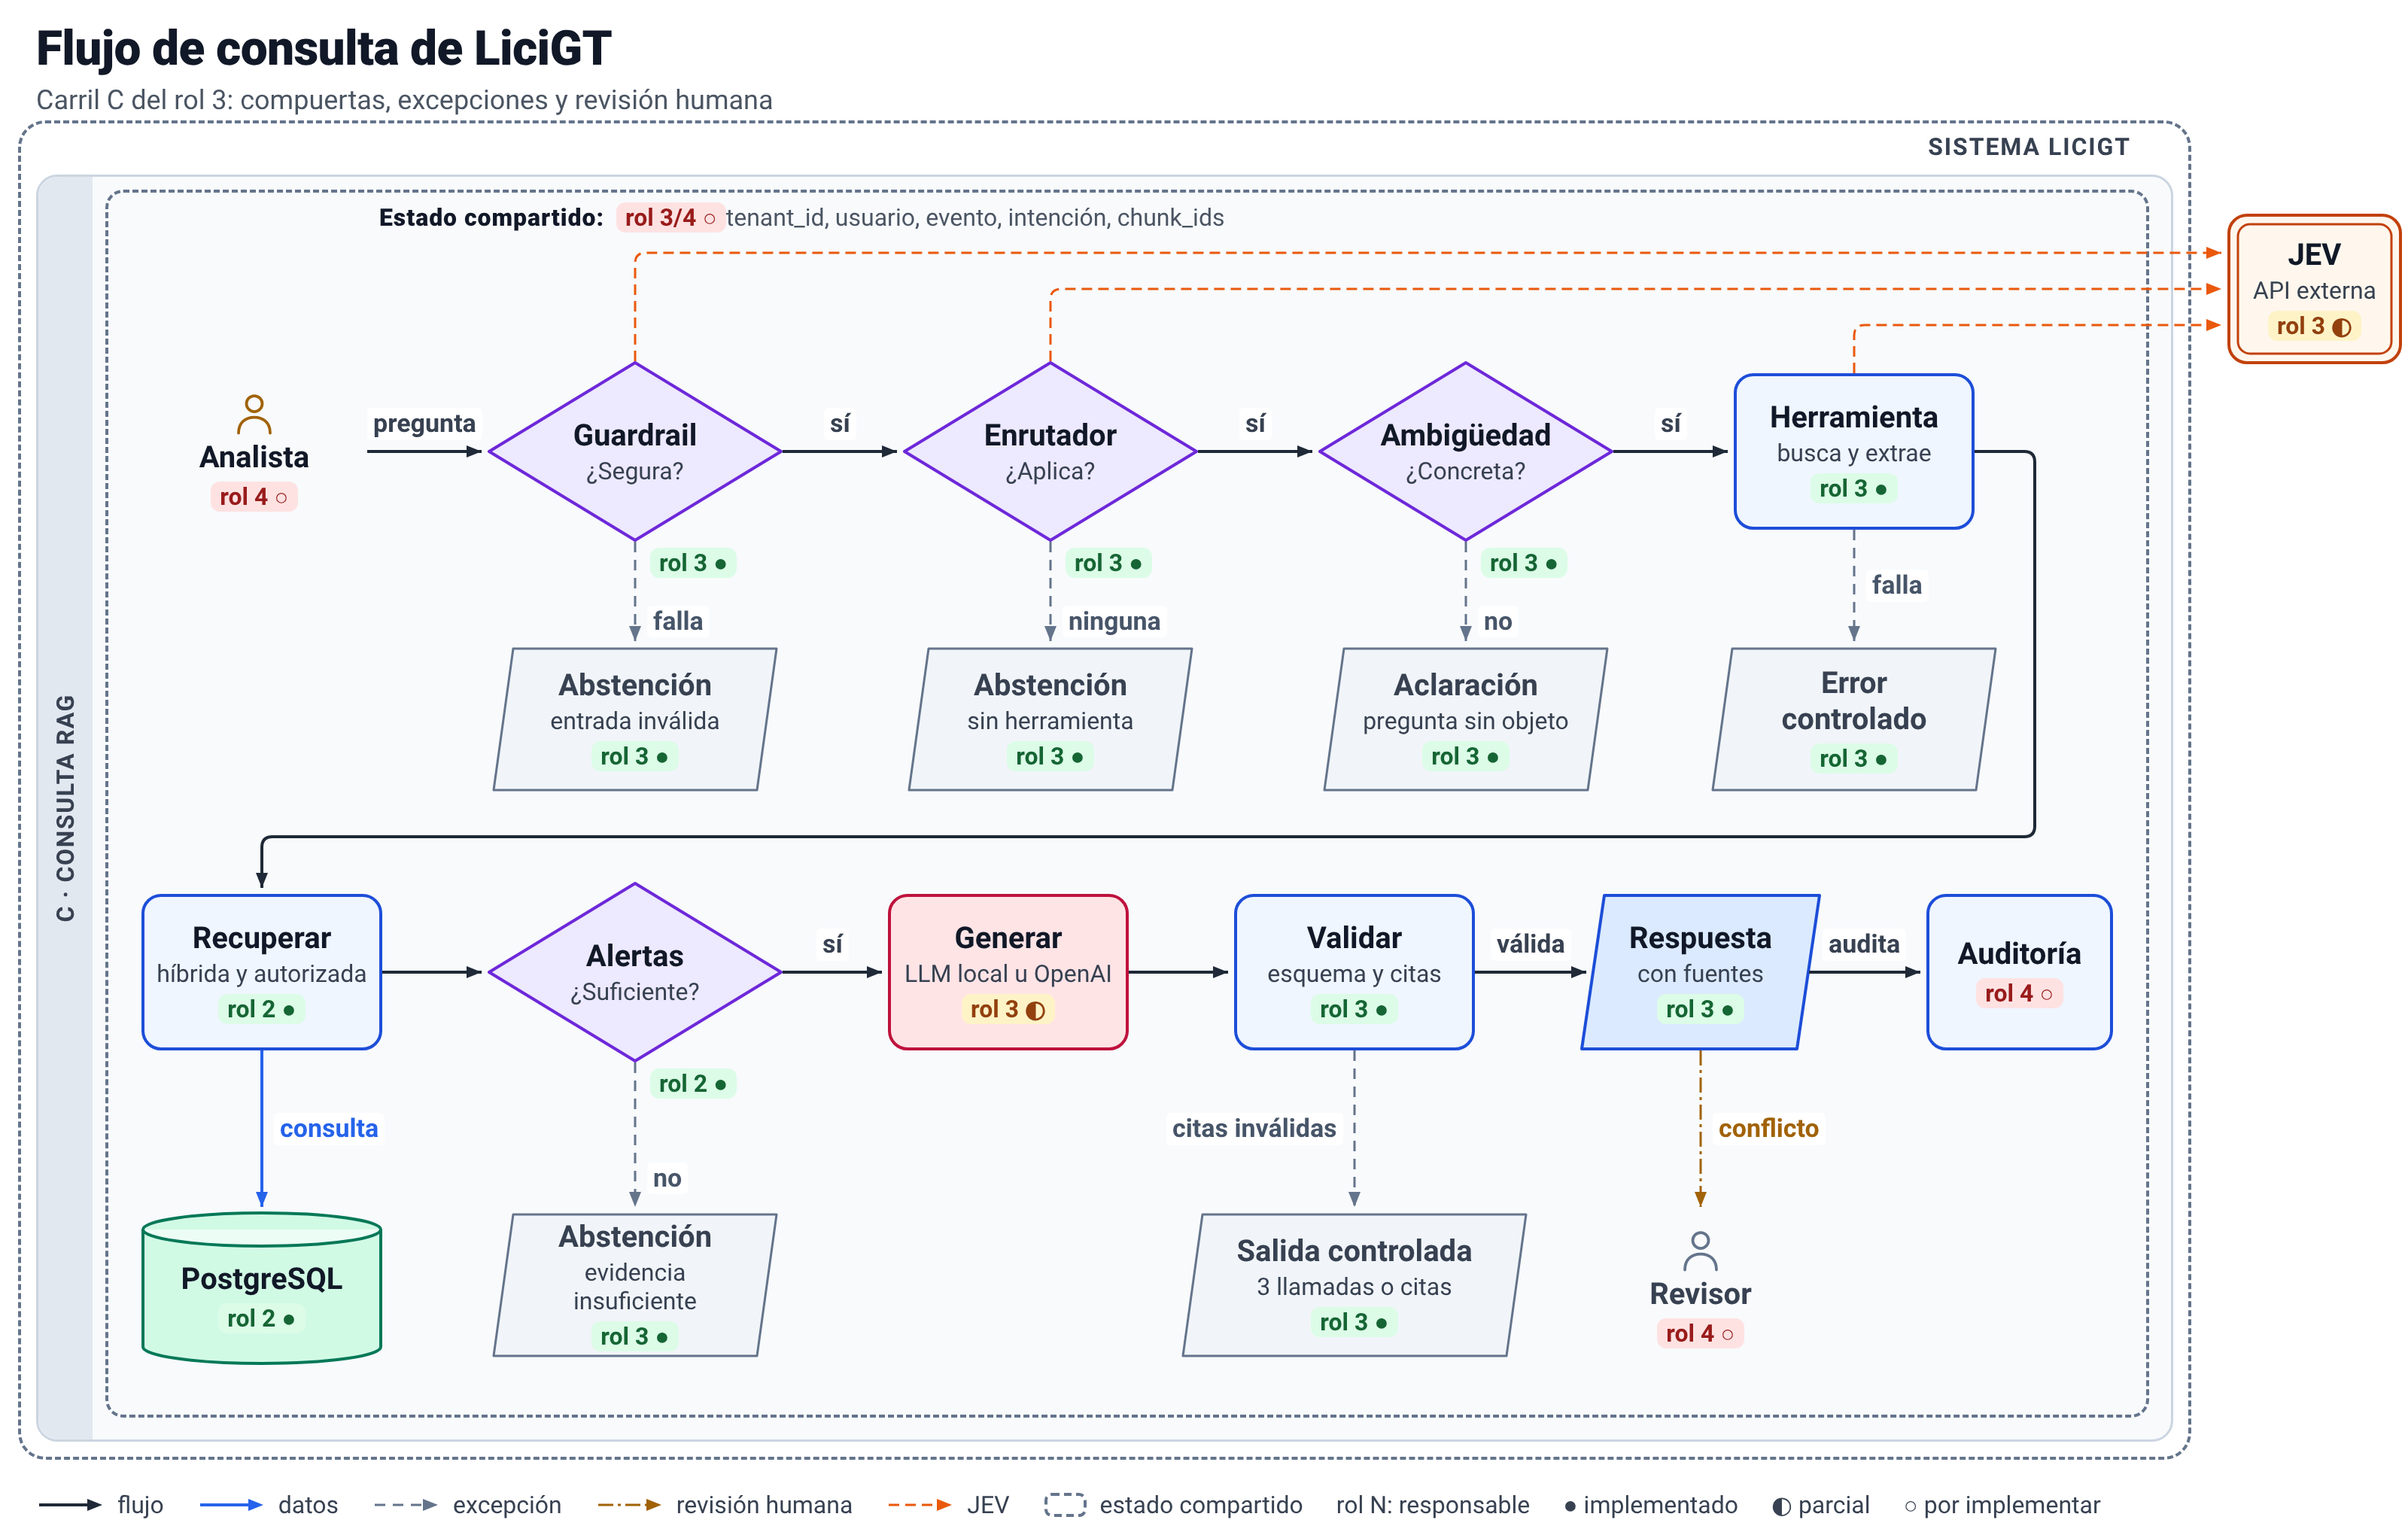 Flujo de consulta de LiciGT
Carril C del rol 3: compuertas, excepciones y revisión humana
SISTEMA LICIGT
Estado compartido: rol 3/4 ○ tenant_id, usuario, evento, intención, chunk_ids
JEV
API externa
rol 3 ◐
C · CONSULTA RAG
Analista
rol 4 ○
pregunta
Guardrail
¿Segura?
rol 3 ●
sí
Enrutador
¿Aplica?
rol 3 ●
sí
Ambigüedad
¿Concreta?
rol 3 ●
sí
Herramienta
busca y extrae
rol 3 ●
falla
ninguna
no
falla
Abstención
entrada inválida
rol 3 ●
Abstención
sin herramienta
rol 3 ●
Aclaración
pregunta sin objeto
rol 3 ●
Error
controlado
rol 3 ●
Recuperar
híbrida y autorizada
rol 2 ●
Alertas
¿Suficiente?
rol 2 ●
sí
Generar
LLM local u OpenAI
rol 3 ◐
Validar
esquema y citas
rol 3 ●
válida
Respuesta
con fuentes
rol 3 ●
audita
Auditoría
rol 4 ○
consulta
no
citas inválidas
conflicto
PostgreSQL
rol 2 ●
Abstención
evidencia
insuficiente
rol 3 ●
Salida controlada
3 llamadas o citas
rol 3 ●
Revisor
rol 4 ○
flujo datos excepción revisión humana JEV estado compartido rol N: responsable ● implementado ◐ parcial ○ por implementar